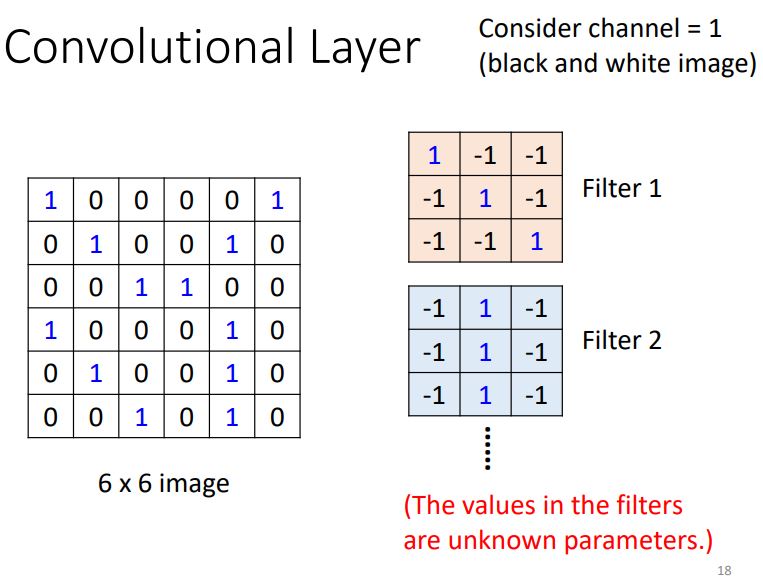 Convolutional Layer
Consider channel = 1
(black and white image)
1 0 0 0 0 1
0 1 0 0 1 0
0 0 1 1 0 0
1 0 0 0 1 0
0 1 0 0 1 0
0 0 1 0 1 0
6 x 6 image
1 -1 -1
-1 1 -1
-1 -1 1
Filter 1
-1 1 -1
-1 1 -1
-1 1 -1
Filter 2
(The values in the filters
are unknown parameters.)
18